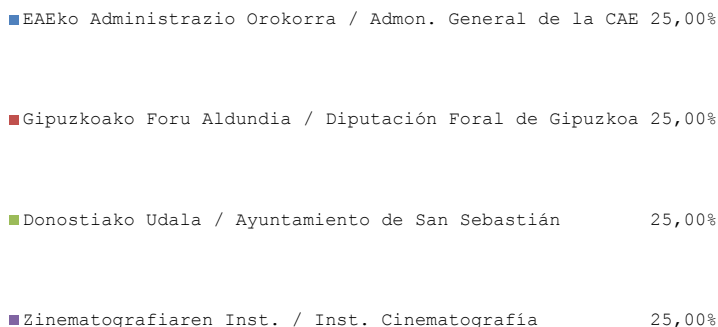 EAEko Administrazio Orokorra / Admon. General de la CAE 25,00%
Gipuzkoako Foru Aldundia / Diputación Foral de Gipuzkoa 25,00%
Donostiako Udala / Ayuntamiento de San Sebastián 25,00%
Zinematografiaren Inst. / Inst. Cinematografía 25,00%